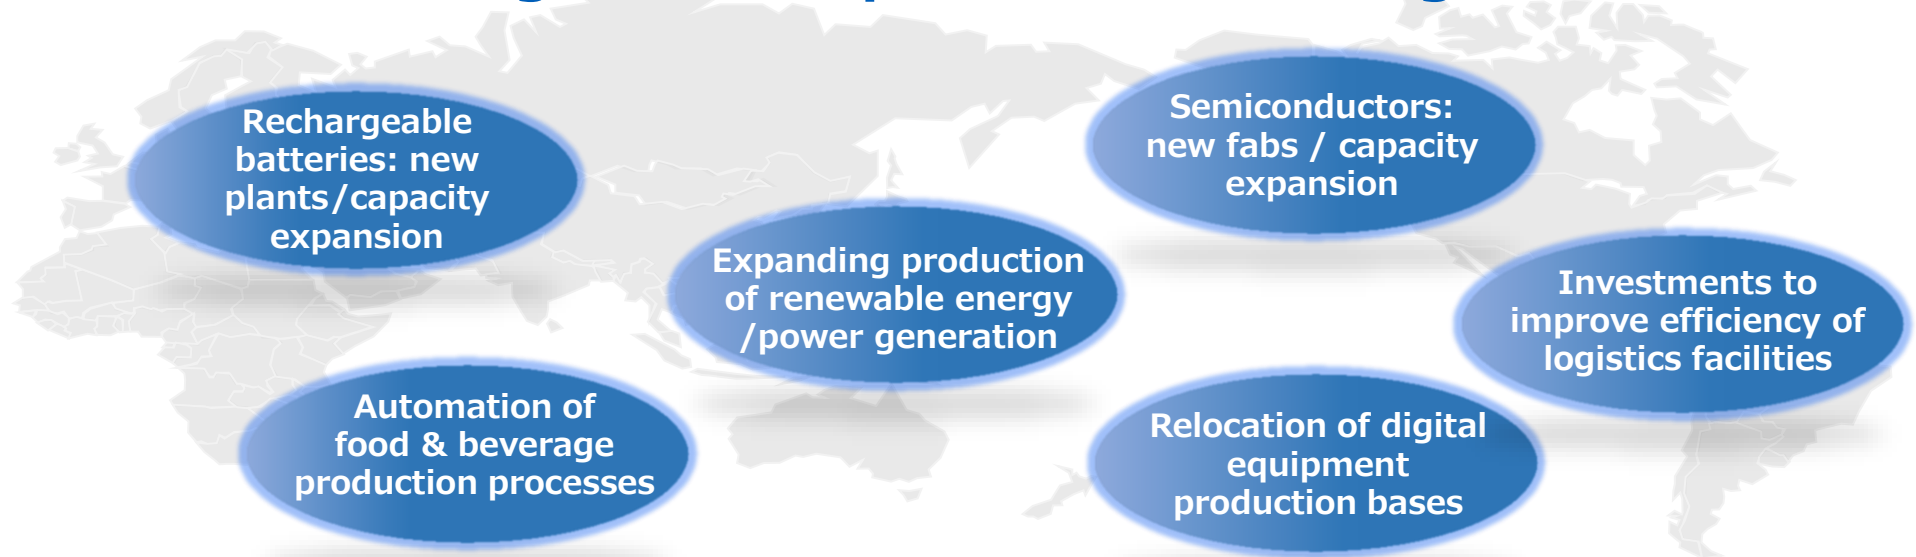 Rechargeable
batteries: new
plants/capacity
expansion
Semiconductors:
new fabs / capacity
expansion
Expanding production
of renewable energy
/power generation
Investments to
improve efficiency of
logistics facilities
Automation of
food & beverage
production processes
Relocation of digital
equipment
production bases